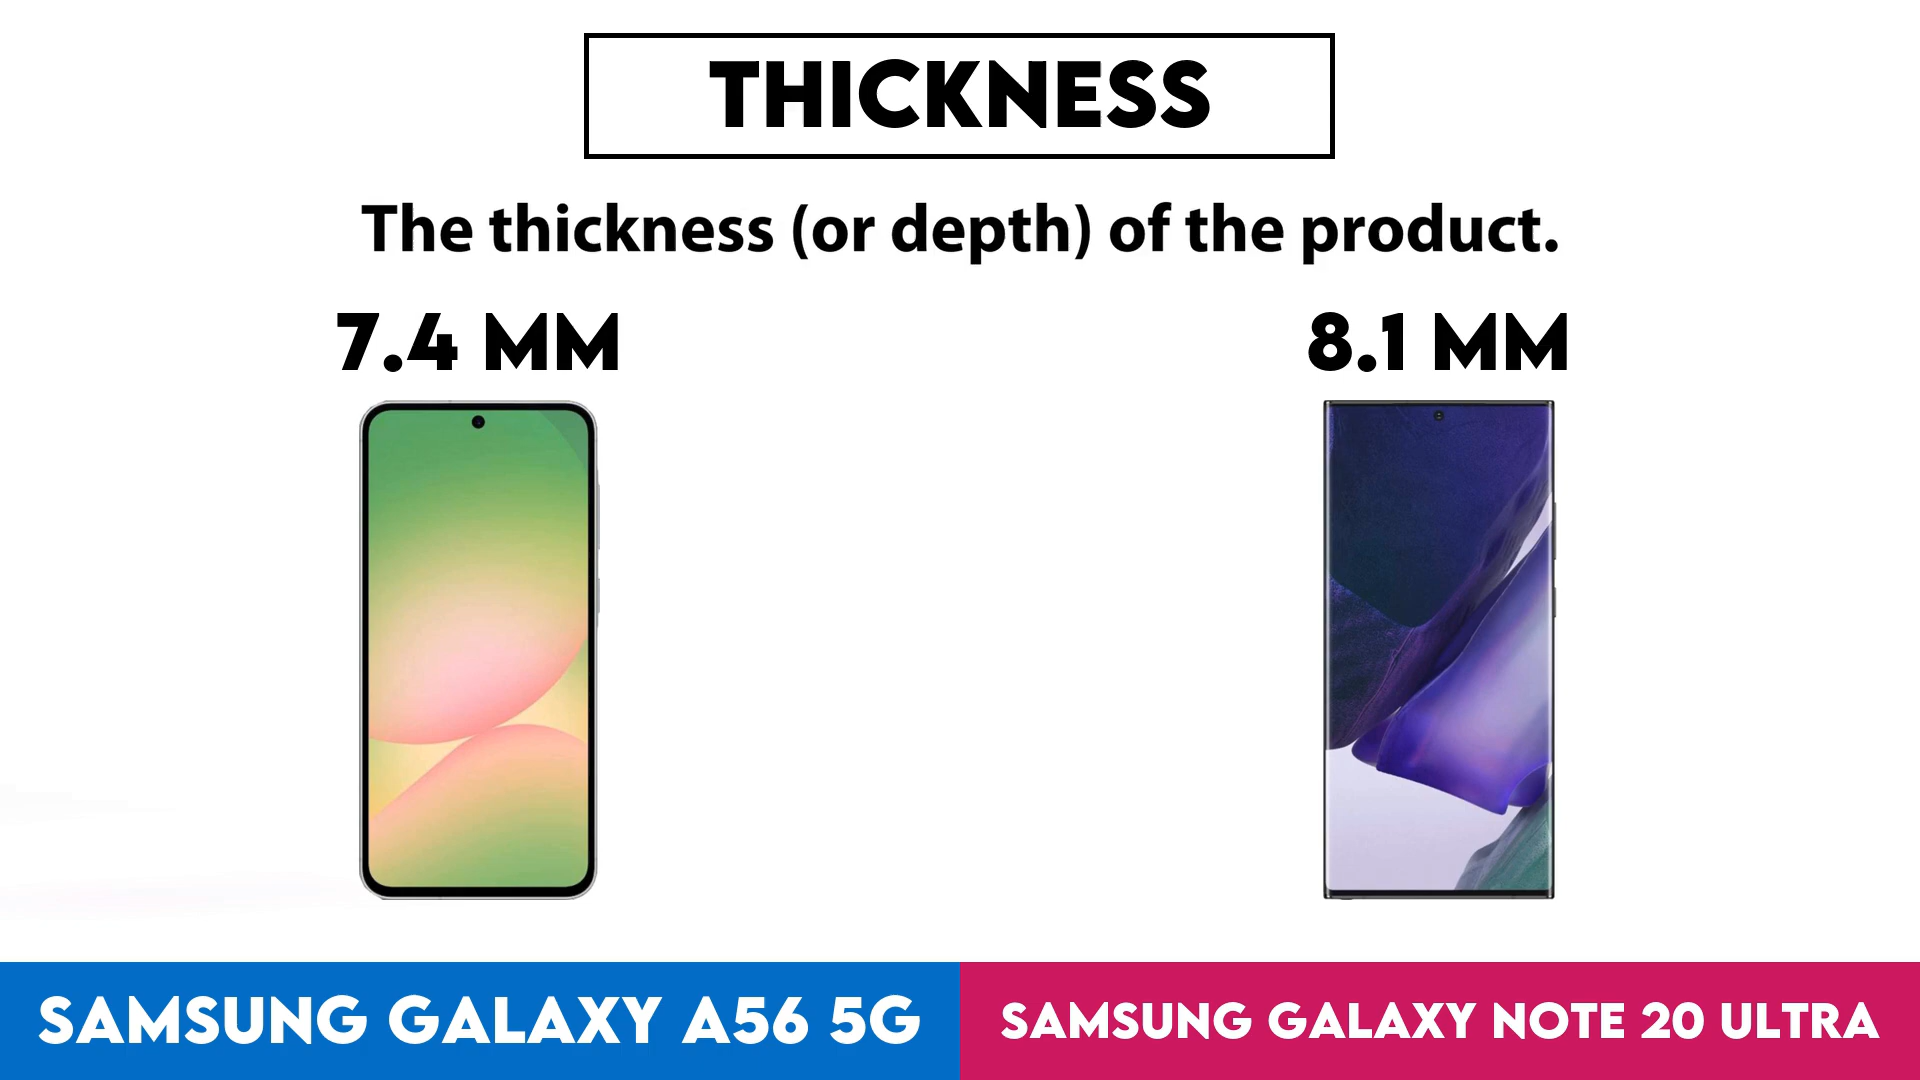 THICKNESS
The thickness (or depth) of the product.
7.4 MM
8.1 MM
SAMSUNG GALAXY A56 5G
SAMSUNG GALAXY NOTE 20 ULTRA